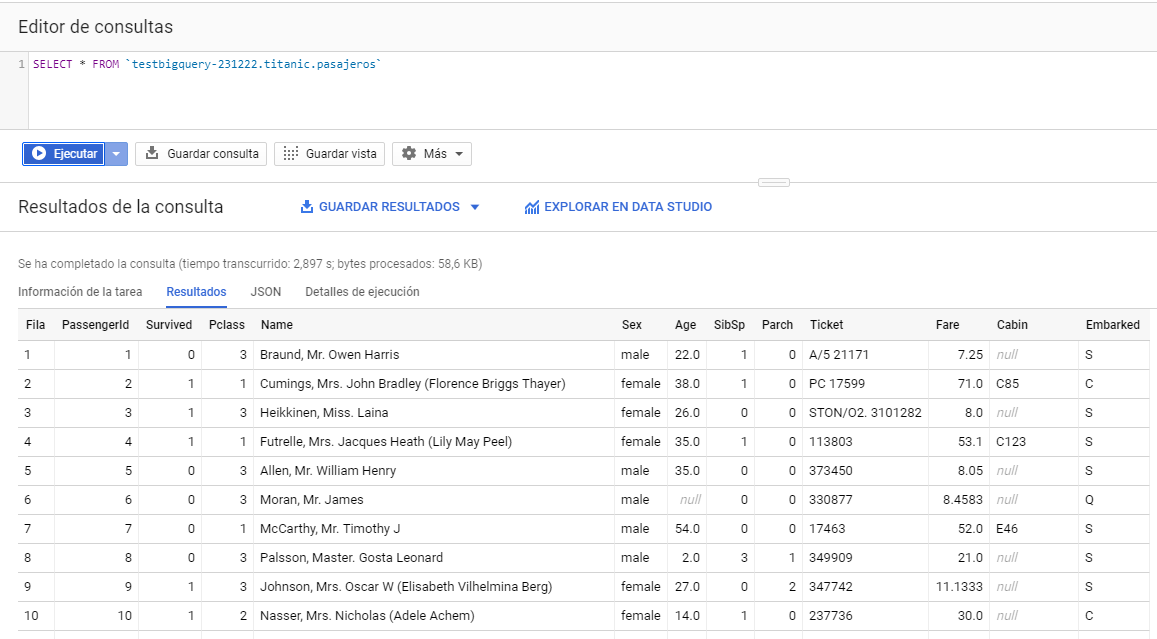 Editor de consultas
1 SELECT * FROM `testbigquery-231222.titanic.pasajeros`
Ejecutar Guardar consulta Guardar vista Más
Resultados de la consulta GUARDAR RESULTADOS EXPLORAR EN DATA STUDIO
Se ha completado la consulta (tiempo transcurrido: 2,897 s; bytes procesados: 58,6 KB)
Información de la tarea Resultados JSON Detalles de ejecución
Fila PassengerId Survived Pclass Name Sex Age SibSp Parch Ticket Fare Cabin Embarked
1 1 0 3 Braund, Mr. Owen Harris male 22.0 1 0 A/5 21171 7.25 null S
2 2 1 1 Cumings, Mrs. John Bradley (Florence Briggs Thayer) female 38.0 1 0 PC 17599 71.0 C85 C
3 3 1 3 Heikkinen, Miss. Laina female 26.0 0 0 STON/O2. 3101282 8.0 null S
4 4 1 1 Futrelle, Mrs. Jacques Heath (Lily May Peel) female 35.0 1 0 113803 53.1 C123 S
5 5 0 3 Allen, Mr. William Henry male 35.0 0 0 373450 8.05 null S
6 6 0 3 Moran, Mr. James male null 0 0 330877 8.4583 null Q
7 7 0 1 McCarthy, Mr. Timothy J male 54.0 0 0 17463 52.0 E46 S
8 8 0 3 Palsson, Master. Gosta Leonard male 2.0 3 1 349909 21.0 null S
9 9 1 3 Johnson, Mrs. Oscar W (Elisabeth Vilhelmina Berg) female 27.0 0 2 347742 11.1333 null S
10 10 1 2 Nasser, Mrs. Nicholas (Adele Achem) female 14.0 1 0 237736 30.0 null C